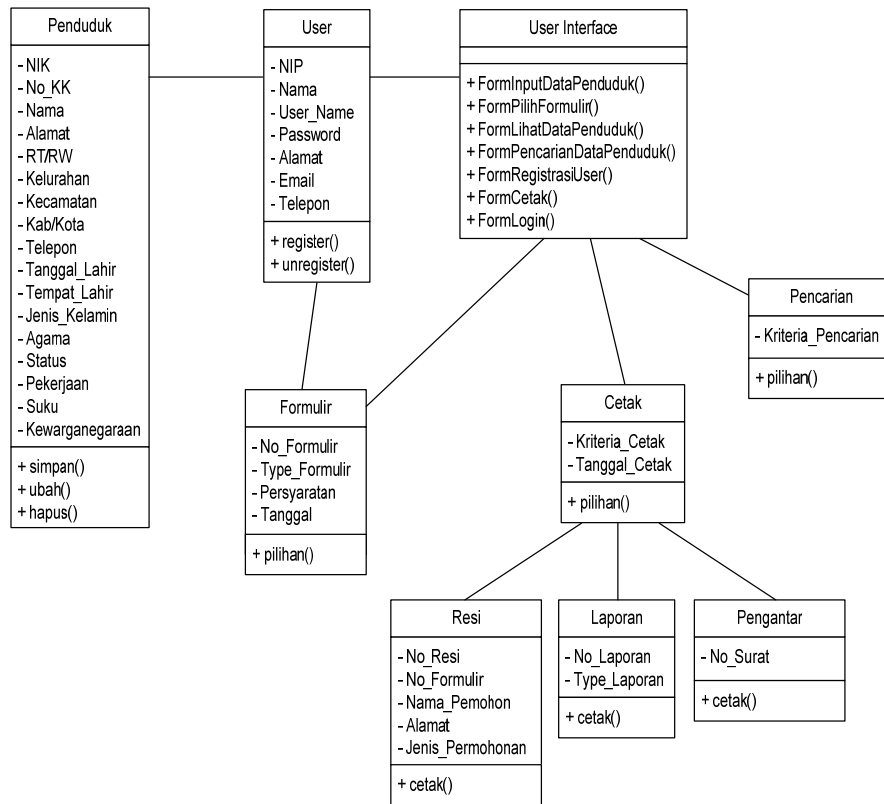 Penduduk
- NIK
- No_KK
- Nama
- Alamat
- RT/RW
- Kelurahan
- Kecamatan
- Kab/Kota
- Telepon
- Tanggal_Lahir
- Tempat_Lahir
- Jenis_Kelamin
- Agama
- Status
- Pekerjaan
- Suku
- Kewarganegaraan
+ simpan()
+ ubah()
+ hapus()
User
- NIP
- Nama
- User_Name
- Password
- Alamat
- Email
- Telepon
+ register()
+ unregister()
User Interface
+ FormInputDataPenduduk()
+ FormPilihFormulir()
+ FormLihatDataPenduduk()
+ FormPencarianDataPenduduk()
+ FormRegistrasiUser()
+ FormCetak()
+ FormLogin()
Pencarian
- Kriteria_Pencarian
+ pilihan()
Formulir
- No_Formulir
- Type_Formulir
- Persyaratan
- Tanggal
+ pilihan()
Cetak
- Kriteria_Cetak
- Tanggal_Cetak
+ pilihan()
Resi
- No_Resi
- No_Formulir
- Nama_Pemohon
- Alamat
- Jenis_Permohonan
+ cetak()
Laporan
- No_Laporan
- Type_Laporan
+ cetak()
Pengantar
- No_Surat
+ cetak()